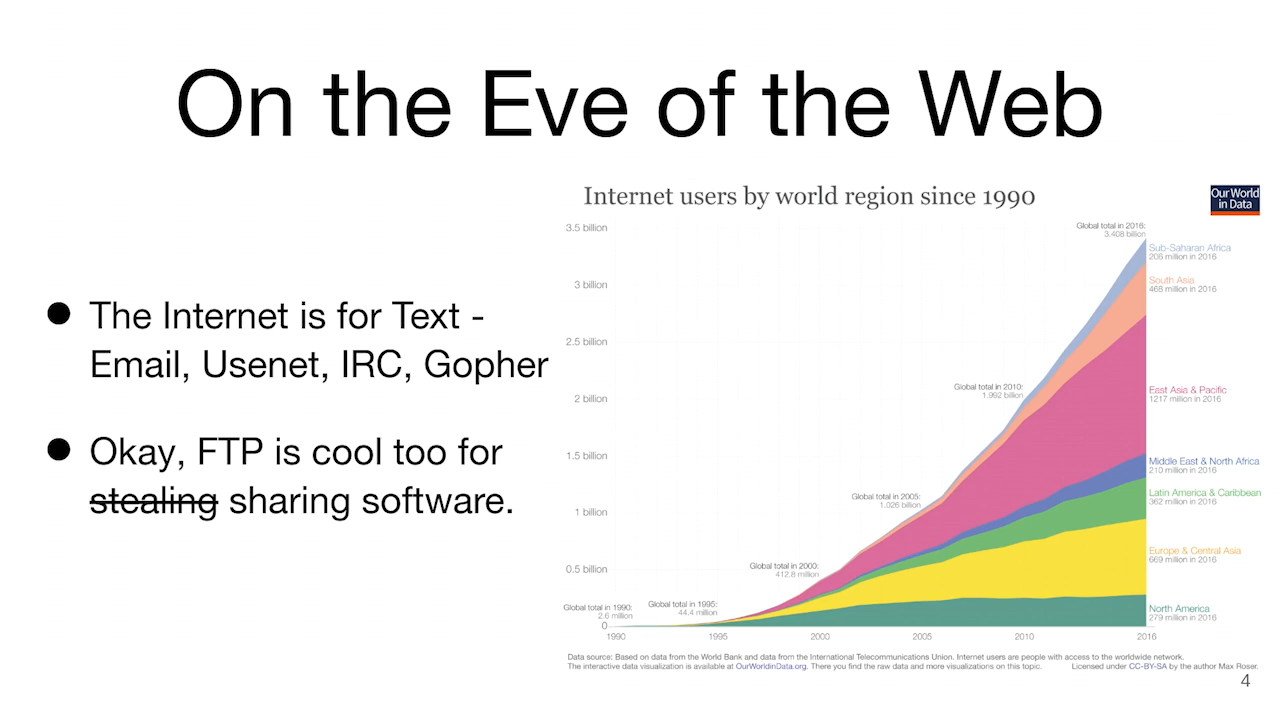 On the Eve of the Web
● The Internet is for Text -
Email, Usenet, IRC, Gopher
● Okay, FTP is cool too for
stealing sharing software.
Internet users by world region since 1990
Our World
in Data
3.5 billion
3 billion
2.5 billion
2 billion
1.5 billion
1 billion
0.5 billion
0
Global total in 1990:
2.6 million
Global total in 1995:
44.4 million
Global total in 2000:
412.8 million
Global total in 2005:
1.026 billion
Global total in 2010:
1.992 billion
Global total in 2016:
3.408 billion
Sub-Saharan Africa
South Asia
468 million in 2016
East Asia & Pacific
1217 million in 2016
Middle East & North Africa
210 million in 2016
Latin America & Caribbean
362 million in 2016
Europe & Central Asia
669 million in 2016
North America
279 million in 2016
1990
1995
2000
2005
2010
2016
Data source: Based on data from the World Bank and data from the International Telecommunications Union. Internet users are people with access to the worldwide network.
The interactive data visualization is available at OurWorldinData.org. There you find the raw data and more visualizations on this topic.
Licensed under CC-BY-SA by the author Max Roser.
4